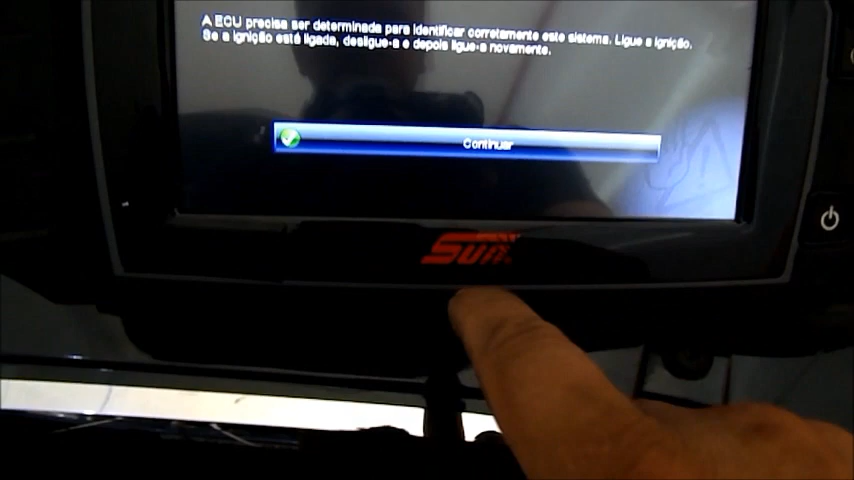 A ECU precisa ser determinada para identificar corretamente este sistema. Ligue a ignição.
Se a ignição está ligada, desligue-a e depois ligue-a novamente.
Continuar
Sun